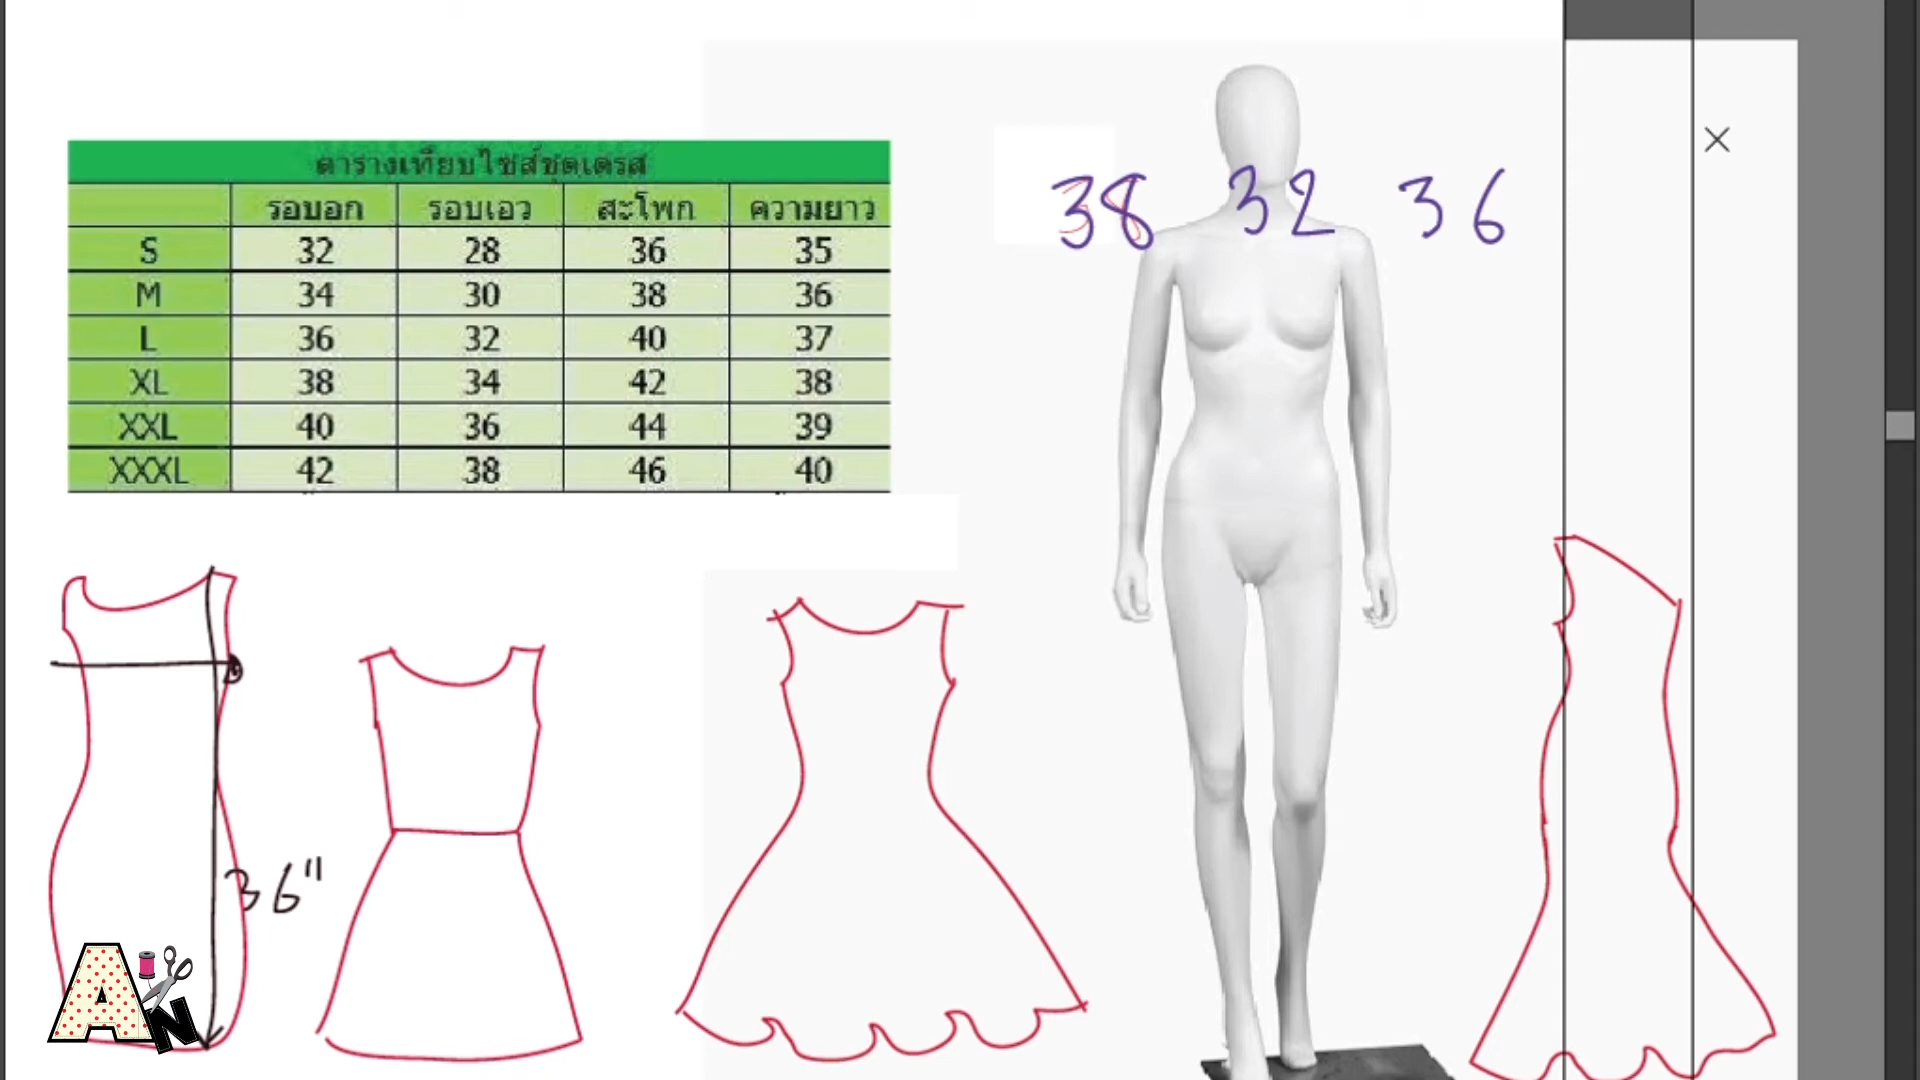 ตารางเทียบไซส์ชุดเดรส
รอบอก รอบเอว สะโพก ความยาว
S 32 28 36 35
M 34 30 38 36
L 36 32 40 37
XL 38 34 42 38
XXL 40 36 44 39
XXXL 42 38 46 40
38 32 36
36"
AN